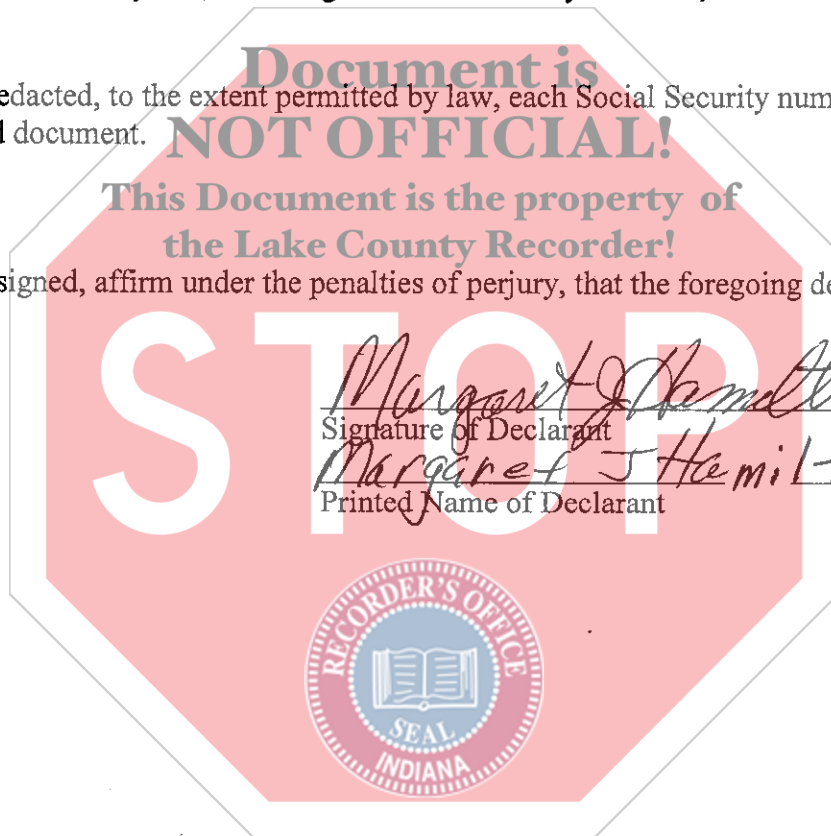 Document is
edacted, to the extent permitted by law, each Social Security num
document.
NOT OFFICIAL!
This Document is the property of
the Lake County Recorder!
signed, affirm under the penalties of perjury, that the foregoing de
STOP
Margaret J Hamilt
Signature of Declarant
Margaret J Hamilt
Printed Name of Declarant
RECORDER'S OFFICE
SEAL
INDIANA